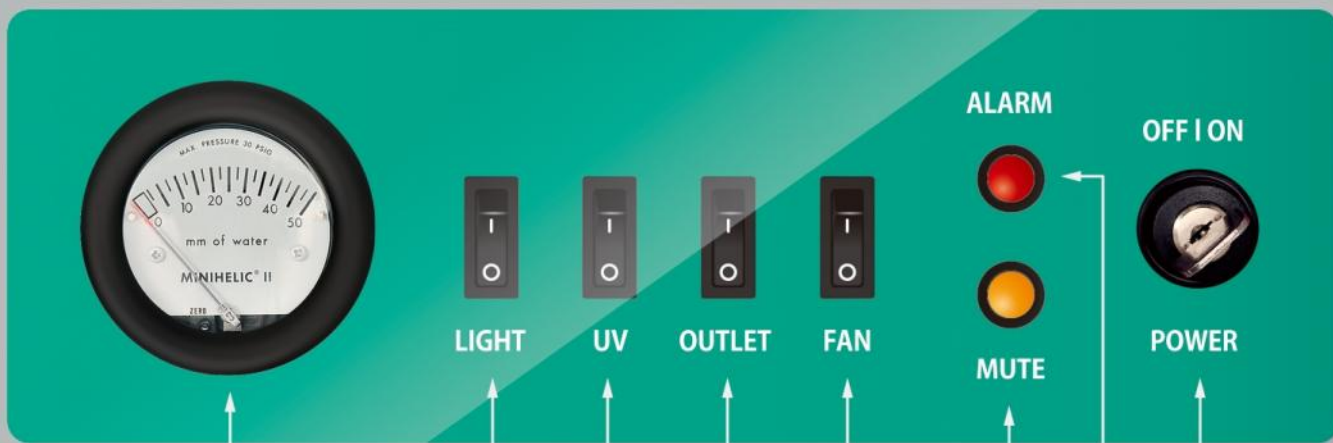 MAX. PRESSURE 30 PSIG
0 10 20 30 40 50
mm of water
MINIHELIC® II
ZERO
I
O
LIGHT
I
O
UV
I
O
OUTLET
I
O
FAN
ALARM
MUTE
OFF | ON
POWER